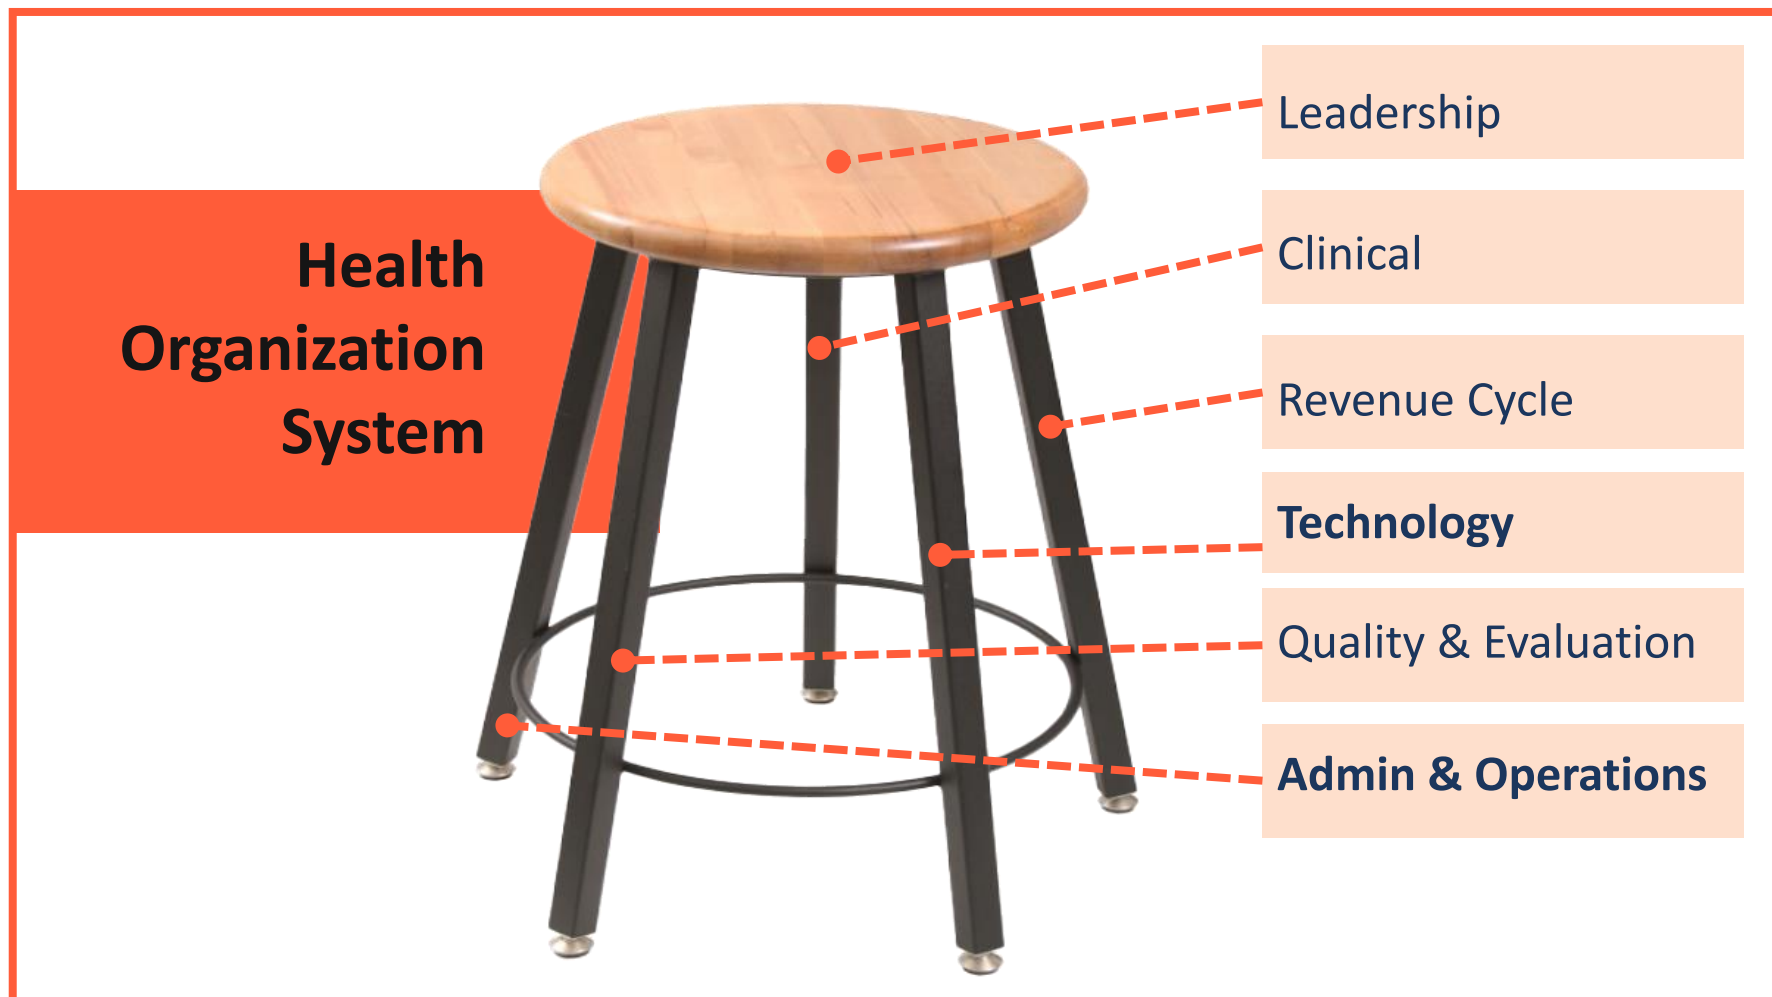 Health
Organization
System
Leadership
Clinical
Revenue Cycle
Technology
Quality & Evaluation
Admin & Operations